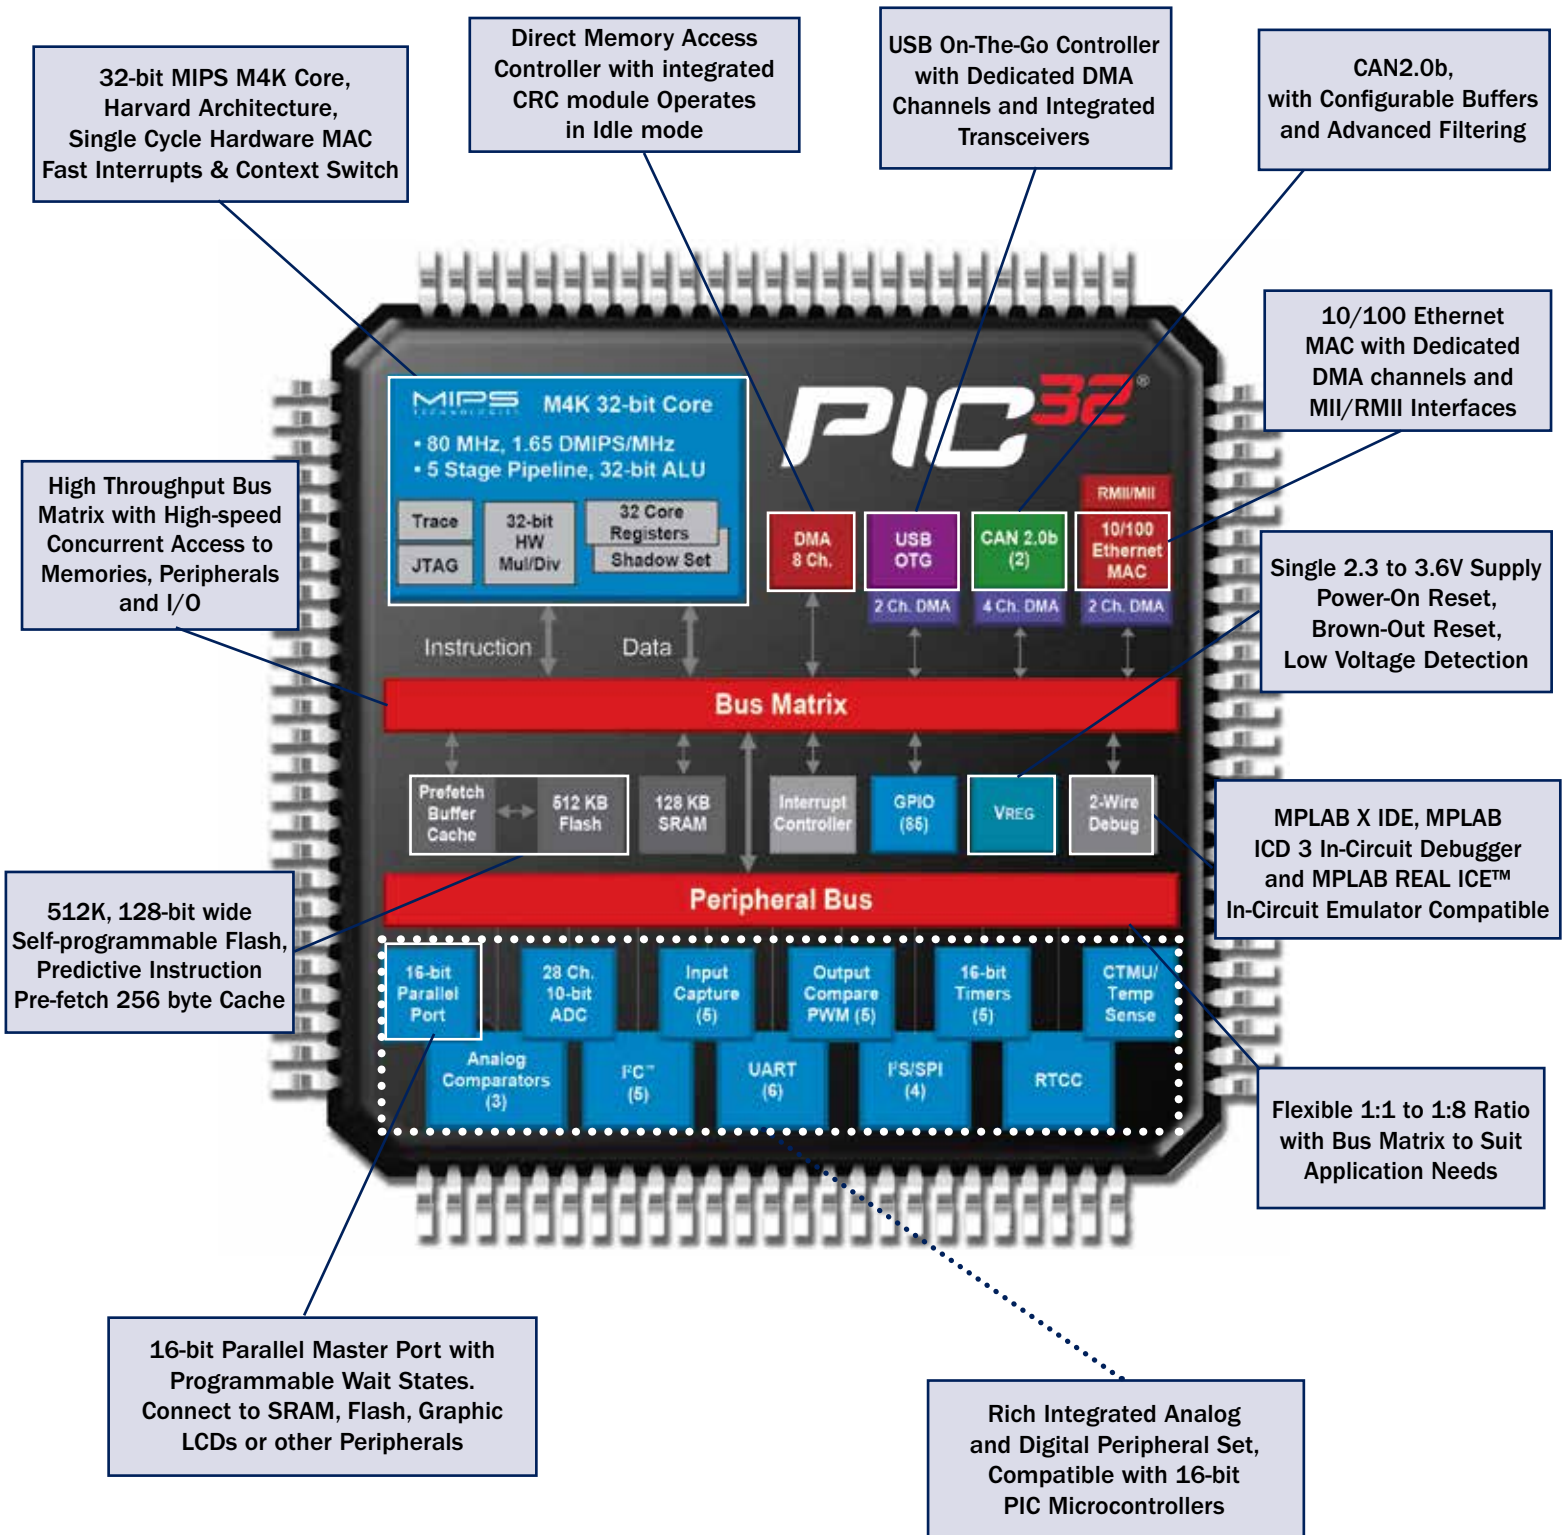 32-bit MIPS M4K Core,
Harvard Architecture,
Single Cycle Hardware MAC
Fast Interrupts & Context Switch
Direct Memory Access
Controller with integrated
CRC module Operates
in Idle mode
USB On-The-Go Controller
with Dedicated DMA
Channels and Integrated
Transceivers
CAN2.0b,
with Configurable Buffers
and Advanced Filtering
10/100 Ethernet
MAC with Dedicated
DMA channels and
MII/RMII Interfaces
High Throughput Bus
Matrix with High-speed
Concurrent Access to
Memories, Peripherals
and I/O
Single 2.3 to 3.6V Supply
Power-On Reset,
Brown-Out Reset,
Low Voltage Detection
MPLAB X IDE, MPLAB
ICD 3 In-Circuit Debugger
and MPLAB REAL ICE™
In-Circuit Emulator Compatible
512K, 128-bit wide
Self-programmable Flash,
Predictive Instruction
Pre-fetch 256 byte Cache
Flexible 1:1 to 1:8 Ratio
with Bus Matrix to Suit
Application Needs
16-bit Parallel Master Port with
Programmable Wait States.
Connect to SRAM, Flash, Graphic
LCDs or other Peripherals
Rich Integrated Analog
and Digital Peripheral Set,
Compatible with 16-bit
PIC Microcontrollers
PIC32®
MIPS
TECHNOLOGIES
M4K 32-bit Core
• 80 MHz, 1.65 DMIPS/MHz
• 5 Stage Pipeline, 32-bit ALU
Trace
JTAG
32-bit
HW
Mul/Div
32 Core
Registers
Shadow Set
DMA
8 Ch.
USB
OTG
2 Ch. DMA
CAN 2.0b
(2)
4 Ch. DMA
RMII/MII
10/100
Ethernet
MAC
2 Ch. DMA
Instruction
Data
Bus Matrix
Prefetch
Buffer
Cache
512 KB
Flash
128 KB
SRAM
Interrupt
Controller
GPIO
(85)
VREG
2-Wire
Debug
Peripheral Bus
16-bit
Parallel
Port
28 Ch.
10-bit
ADC
Input
Capture
(5)
Output
Compare
PWM (5)
16-bit
Timers
(5)
CTMU/
Temp
Sense
Analog
Comparators
(3)
I²C™
(5)
UART
(6)
I²S/SPI
(4)
RTCC